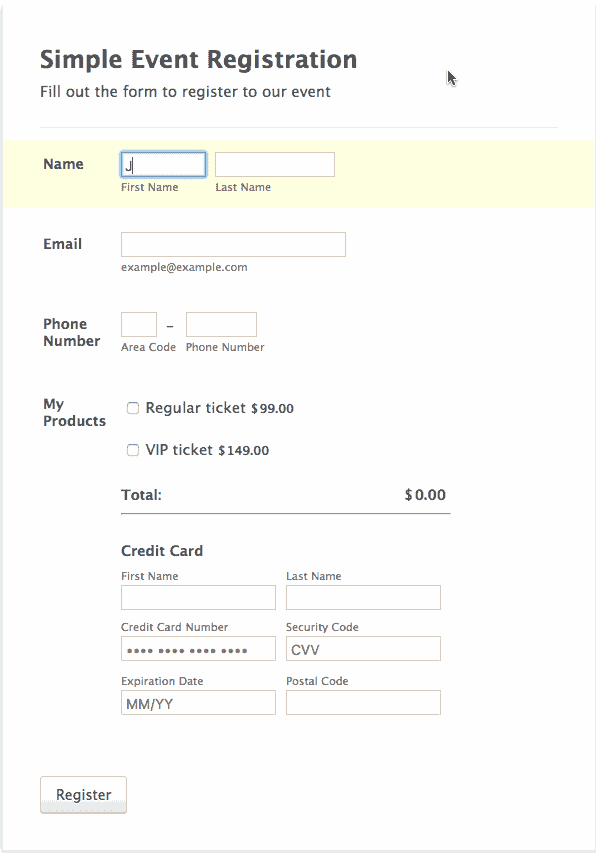 Simple Event Registration
Fill out the form to register to our event
Name
J
First Name Last Name
Email
example@example.com
Phone
Number
–
Area Code Phone Number
My
Products
Regular ticket $99.00
VIP ticket $149.00
Total: $0.00
Credit Card
First Name Last Name
Credit Card Number Security Code
•••• •••• •••• •••• CVV
Expiration Date Postal Code
MM/YY
Register